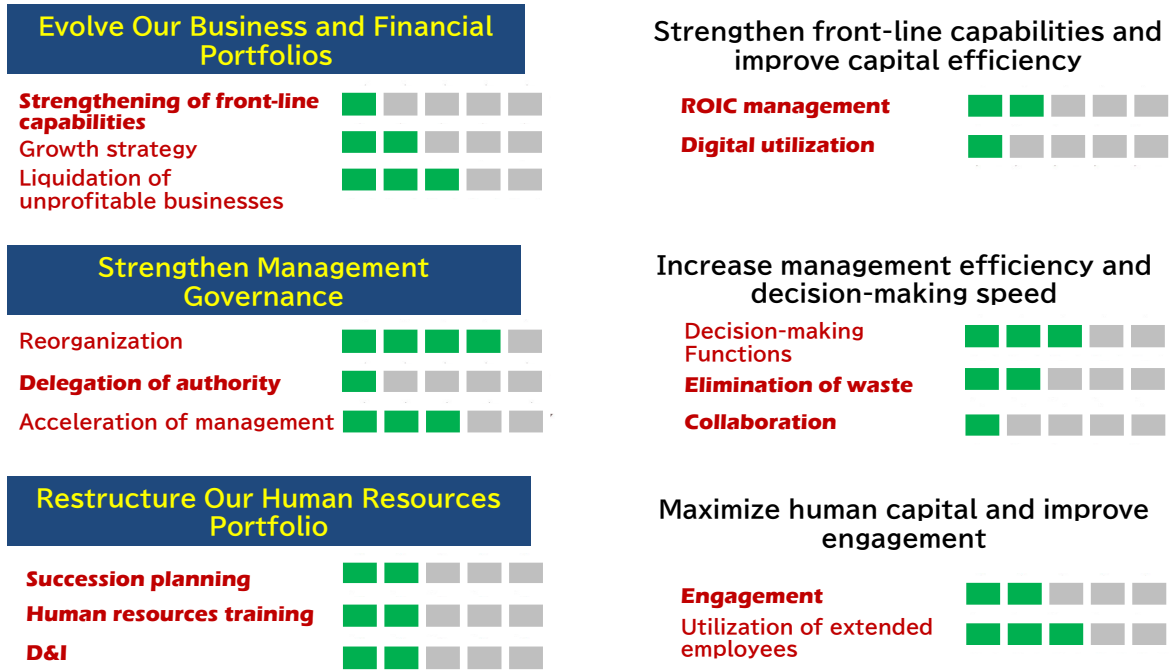 Evolve Our Business and Financial
Portfolios
Strengthening of front-line
capabilities
Growth strategy
Liquidation of
unprofitable businesses
Strengthen front-line capabilities and
improve capital efficiency
ROIC management
Digital utilization
Strengthen Management
Governance
Reorganization
Delegation of authority
Acceleration of management
Increase management efficiency and
decision-making speed
Decision-making
Functions
Elimination of waste
Collaboration
Restructure Our Human Resources
Portfolio
Succession planning
Human resources training
D&I
Maximize human capital and improve
engagement
Engagement
Utilization of extended
employees